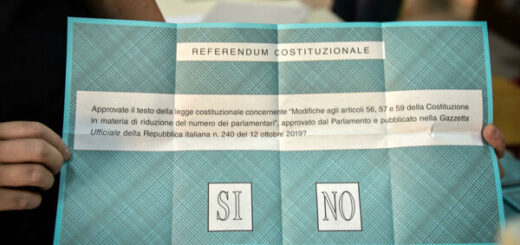 REFERENDUM COSTITUZIONALE
Approvate il testo della legge costituzionale concernente "Modifiche agli articoli 56, 57 e 59 della Costituzione
in materia di riduzione del numero dei parlamentari", approvato dal Parlamento e pubblicato nella Gazzetta
Ufficiale della Repubblica italiana n. 240 del 12 ottobre 2019?
SI NO